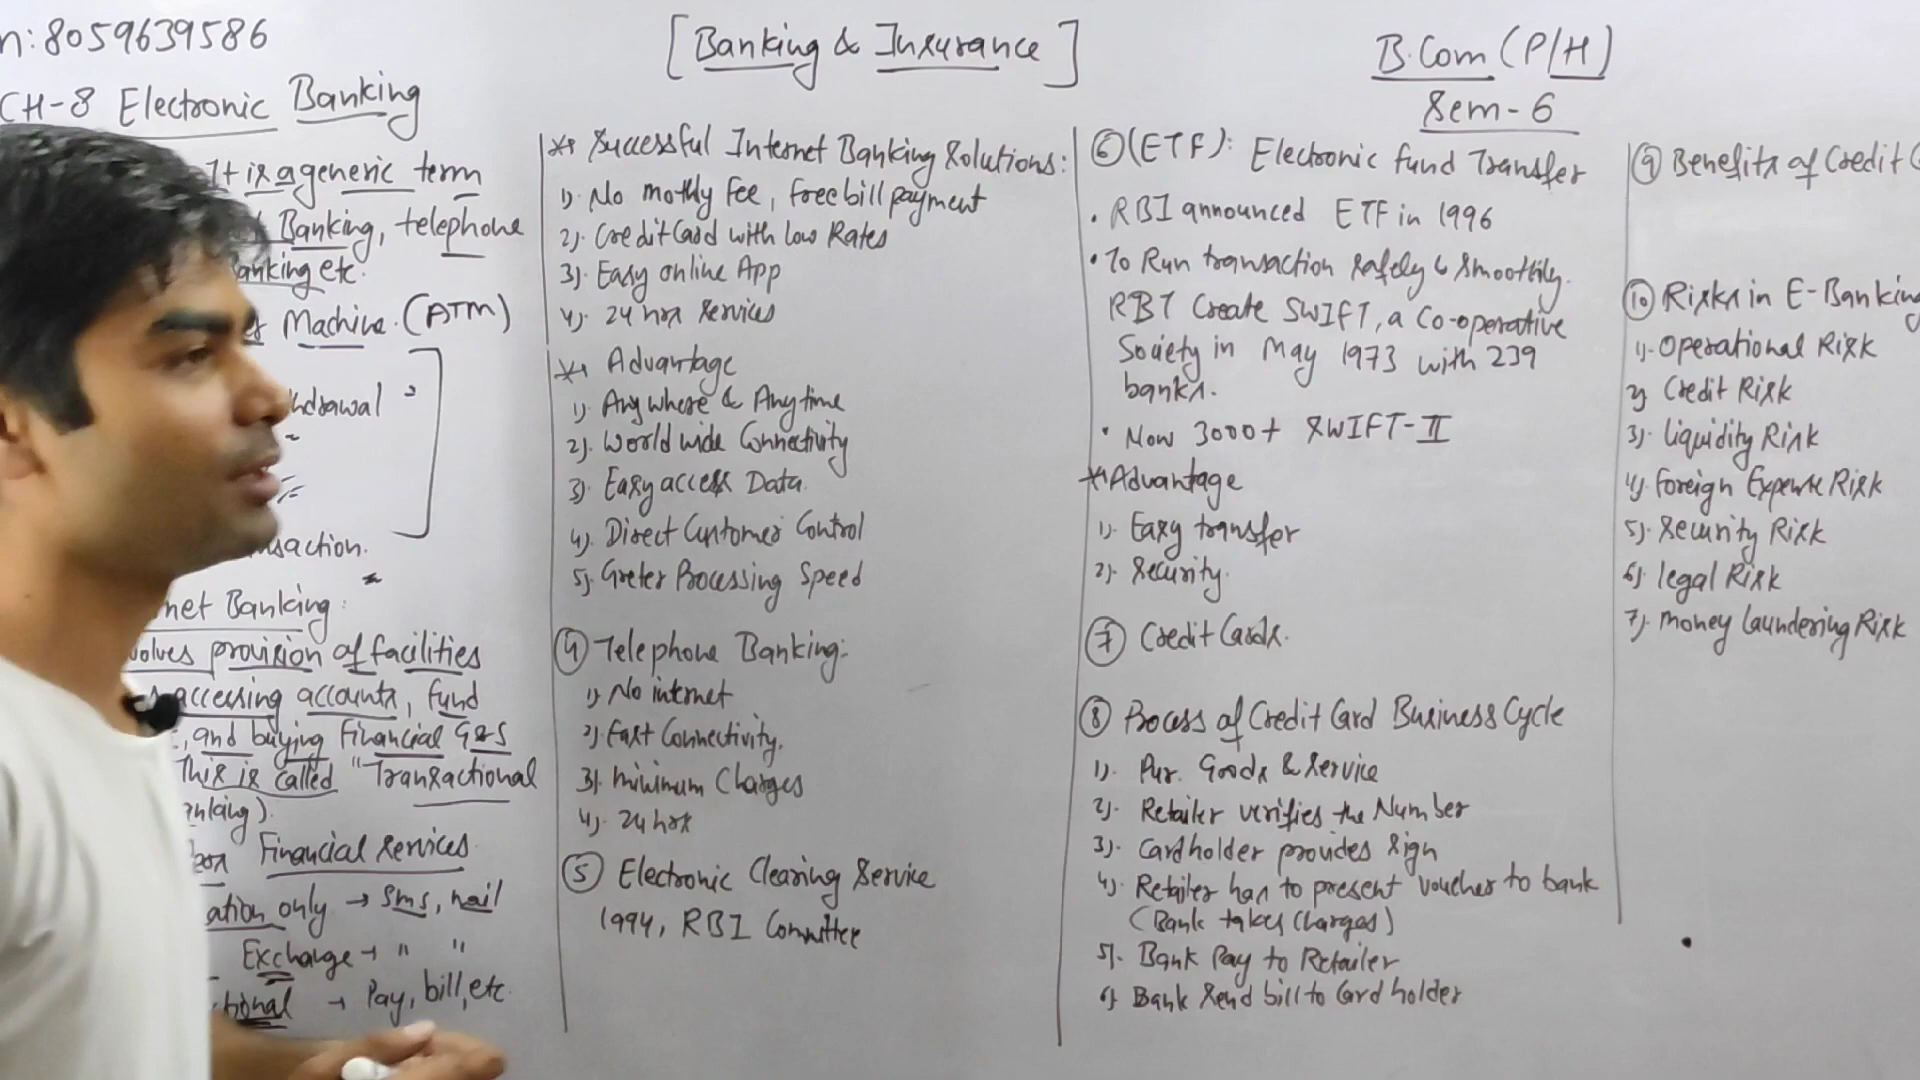 n: 8059639586
[Banking & Insurance]
B.Com (P/H)
Sem-6
CH-8 Electronic Banking
It is a generic term
Banking, telephone
anking etc.
Machine (ATM)
hdrawal
nsaction.
net Banking:
volves provision of facilities
accessing accounts, fund
, and buying Financial G&S
This is called "Transactional
anking).
Financial Services
ation only → Sms, mail
Exchange → " "
ctional → Pay, bill, etc.
** Successful Internet Banking Solutions:
1). No mothly fee, free bill payment
2). Credit Card with low Rates
3). Easy online App
4). 24 hrs Services
* Advantage
1). Any where & Anytime
2). World wide Connectivity
3). Easy access Data.
4). Direct Customer Control
5). Greter Processing Speed
④ Telephone Banking:
1). No internet
2). Fast Connectivity.
3). Minimum Charges
4). 24 hrs
⑤ Electronic Clearing Service
1994, RBI Committee
⑥ (ETF): Electronic fund Transfer
• RBI announced ETF in 1996
• To Run transaction safely & smoothily.
RBI Create SWIFT, a Co-operative
Society in May 1973 with 239
banks.
• Now 3000+ SWIFT-II
* Advantage
1). Easy transfer
2). Security.
⑦ Credit Cards.
⑧ Process of Credit Card Business Cycle
1). Pur. Goods & Service
2). Retailer verifies the Number
3). Cardholder provides sign
4). Retailer has to present voucher to bank
(Bank takes Charges)
5). Bank Pay to Retailer
6) Bank Send bill to Card holder
⑨ Benefits of Credit C
⑩ Risks in E-Banking
1). Operational Risk
2) Credit Risk
3). Liquidity Risk
4). Foreign Expense Risk
5). Security Risk
6). Legal Risk
7). Money Laundering Risk